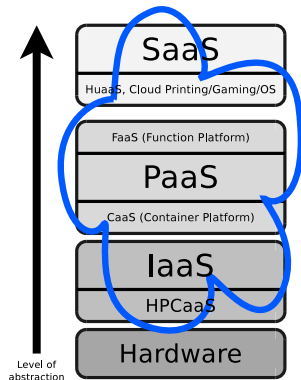 SaaS
HuaaS, Cloud Printing/Gaming/OS
FaaS (Function Platform)
PaaS
CaaS (Container Platform)
IaaS
HPCaaS
Hardware
Level of
abstraction